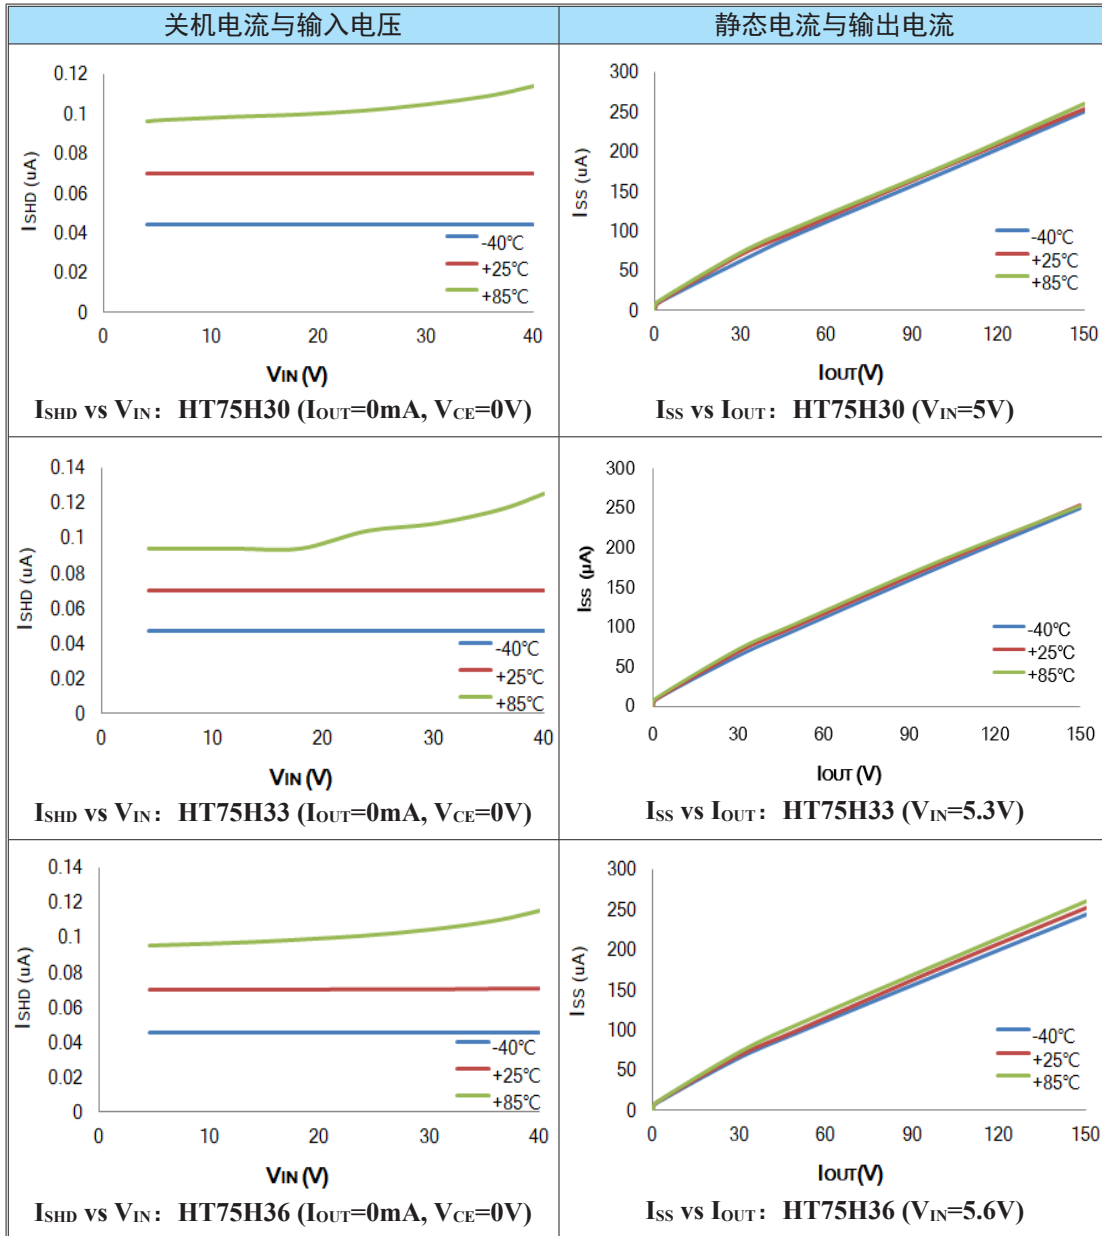 关机电流与输入电压
静态电流与输出电流
0.12
0.1
0.08
0.06
0.04
0.02
0
ISHD (uA)
-40℃
+25℃
+85℃
0 10 20 30 40
VIN (V)
ISHD vs VIN：HT75H30 (IOUT=0mA, VCE=0V)
300
250
200
150
100
50
0
ISS (uA)
-40℃
+25℃
+85℃
0 30 60 90 120 150
IOUT(V)
ISS vs IOUT：HT75H30 (VIN=5V)
0.14
0.12
0.1
0.08
0.06
0.04
0.02
0
ISHD (uA)
-40℃
+25℃
+85℃
0 10 20 30 40
VIN (V)
ISHD vs VIN：HT75H33 (IOUT=0mA, VCE=0V)
300
250
200
150
100
50
0
ISS (µA)
-40℃
+25℃
+85℃
0 30 60 90 120 150
IOUT (V)
ISS vs IOUT：HT75H33 (VIN=5.3V)
0.14
0.12
0.1
0.08
0.06
0.04
0.02
0
ISHD (uA)
-40℃
+25℃
+85℃
0 10 20 30 40
VIN (V)
ISHD vs VIN：HT75H36 (IOUT=0mA, VCE=0V)
300
250
200
150
100
50
0
ISS (uA)
-40℃
+25℃
+85℃
0 30 60 90 120 150
IOUT(V)
ISS vs IOUT：HT75H36 (VIN=5.6V)